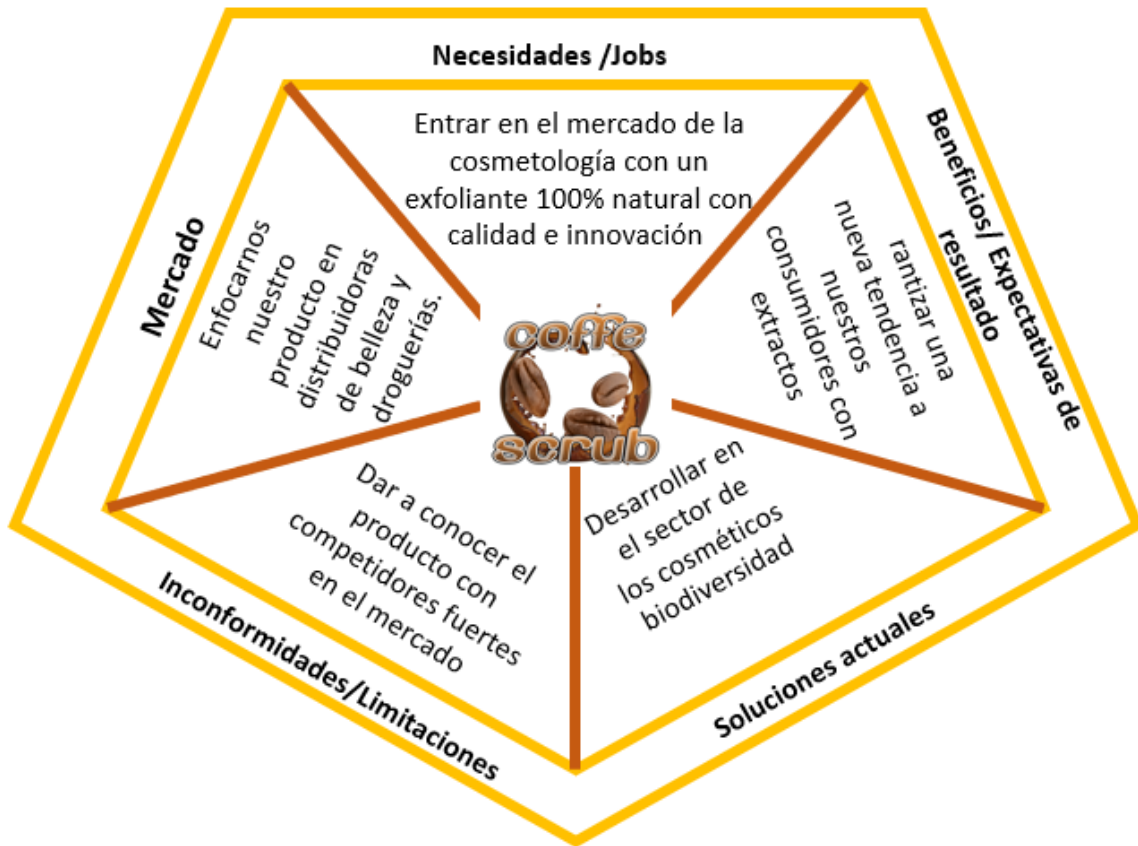 Necesidades /Jobs
Entrar en el mercado de la
cosmetología con un
exfoliante 100% natural con
calidad e innovación
Beneficios/ Expectativas de
resultado
rantizar una
nueva tendencia a
nuestros
consumidores con
extractos
Soluciones actuales
Desarrollar en
el sector de
los cosméticos
biodiversidad
Inconformidades/Limitaciones
Dar a conocer el
producto con
competidores fuertes
en el mercado
Mercado
Enfocarnos
nuestro
producto en
distribuidoras
de belleza y
droguerías.
coffe
scrub